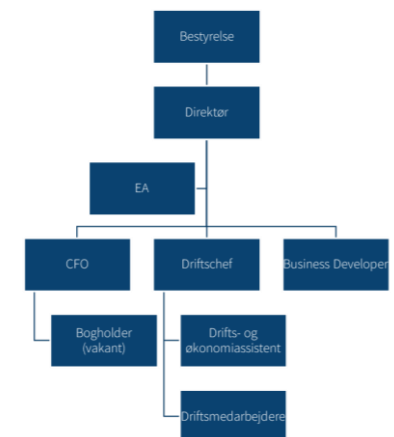 Bestyrelse
Direktør
EA
CFO
Driftschef
Business Developer
Bogholder
(vakant)
Drifts- og
økonomiassistent
Driftsmedarbejdere